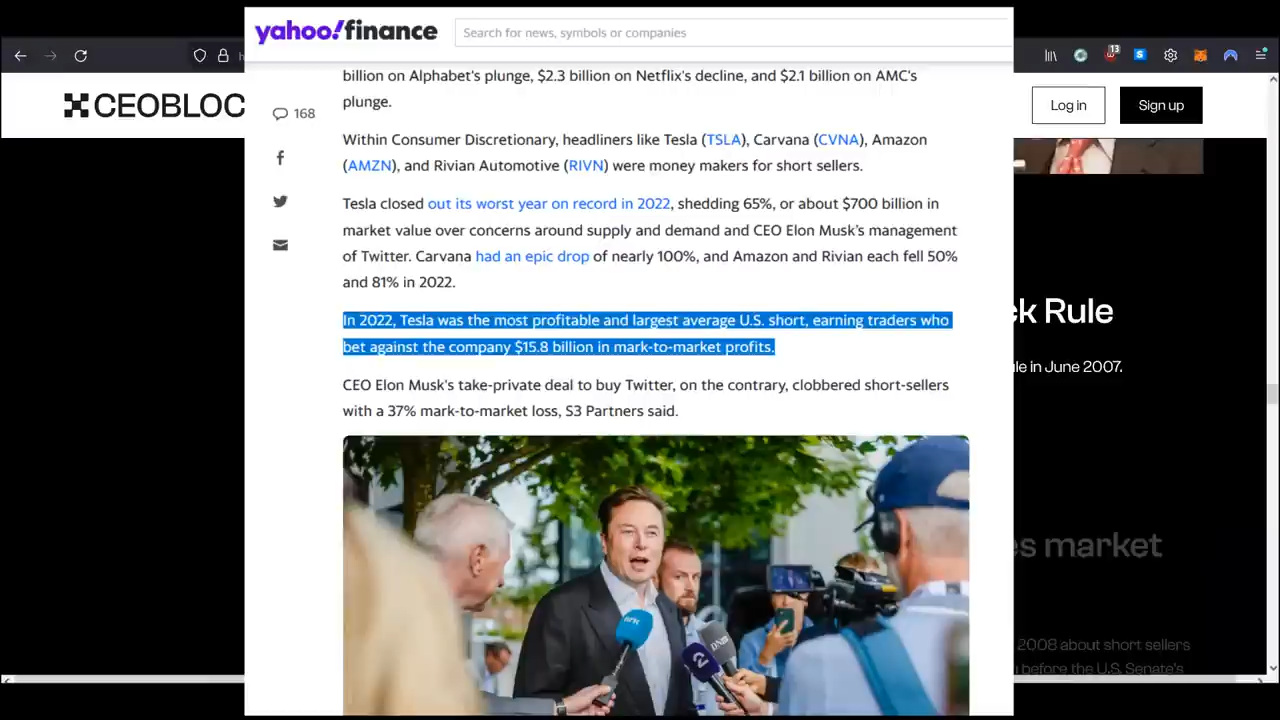 yahoo!finance
Search for news, symbols or companies
13
CEOBLOC
Log in
Sign up
billion on Alphabet's plunge, $2.3 billion on Netflix's decline, and $2.1 billion on AMC's
plunge.
168
Within Consumer Discretionary, headliners like Tesla (TSLA), Carvana (CVNA), Amazon
(AMZN), and Rivian Automotive (RIVN) were money makers for short sellers.
Tesla closed out its worst year on record in 2022, shedding 65%, or about $700 billion in
market value over concerns around supply and demand and CEO Elon Musk’s management
of Twitter. Carvana had an epic drop of nearly 100%, and Amazon and Rivian each fell 50%
and 81% in 2022.
In 2022, Tesla was the most profitable and largest average U.S. short, earning traders who
bet against the company $15.8 billion in mark-to-market profits.
CEO Elon Musk's take-private deal to buy Twitter, on the contrary, clobbered short-sellers
with a 37% mark-to-market loss, S3 Partners said.
ck Rule
le in June 2007.
es market
2008 about short sellers
before the U.S. Senate's
nrk
2
DN